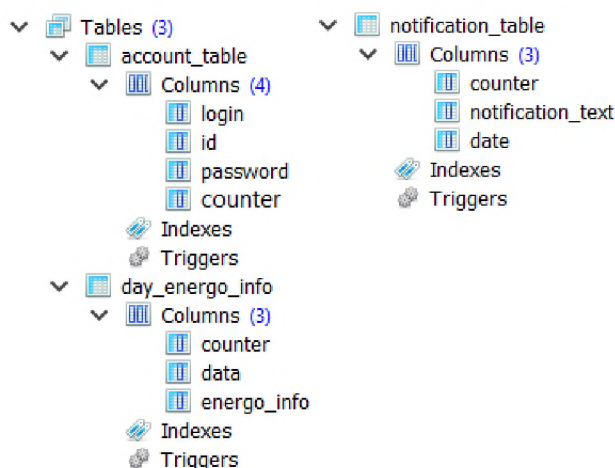 Tables (3)
account_table
Columns (4)
login
id
password
counter
Indexes
Triggers
day_energo_info
Columns (3)
counter
data
energo_info
Indexes
Triggers
notification_table
Columns (3)
counter
notification_text
date
Indexes
Triggers